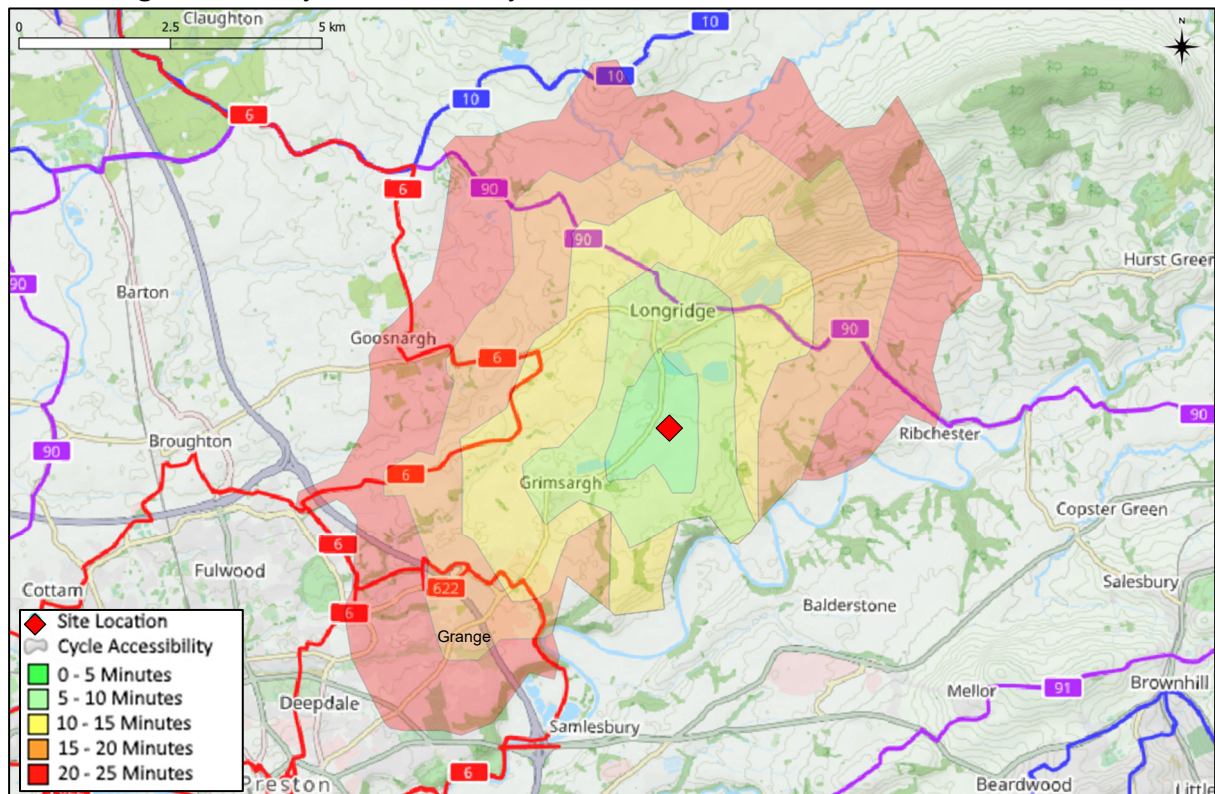 Claughton
0 2.5 5 km
N
10
10
10
6
6
90
90
Hurst Green
90
Barton
Longridge
Goosnargh
90
6
90
Ribchester
Broughton
90
6
Grimsargh
Copster Green
6
Fulwood
622
Salesbury
Cottam
6
Balderstone
Grange
Site Location
Cycle Accessibility
0 - 5 Minutes
5 - 10 Minutes
10 - 15 Minutes
15 - 20 Minutes
20 - 25 Minutes
Deepdale
Mellor
91
Brownhill
Samlesbury
6
Preston
Beardwood
Little